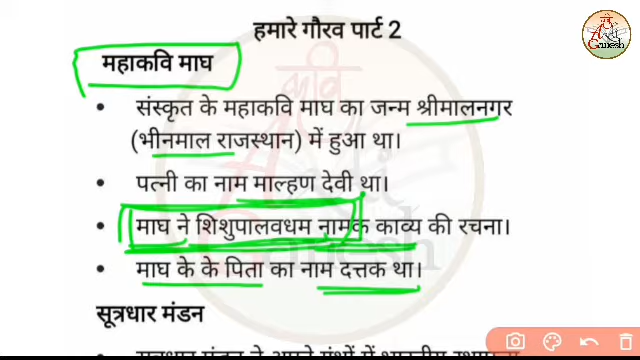 हमारे गौरव पार्ट 2
महाकवि माघ
• संस्कृत के महाकवि माघ का जन्म श्रीमालनगर
(भीनमाल राजस्थान) में हुआ था।
• पत्नी का नाम माल्हण देवी था।
• माघ ने शिशुपालवधम नामक काव्य की रचना।
• माघ के के पिता का नाम दत्तक था।
सूत्रधार मंडन